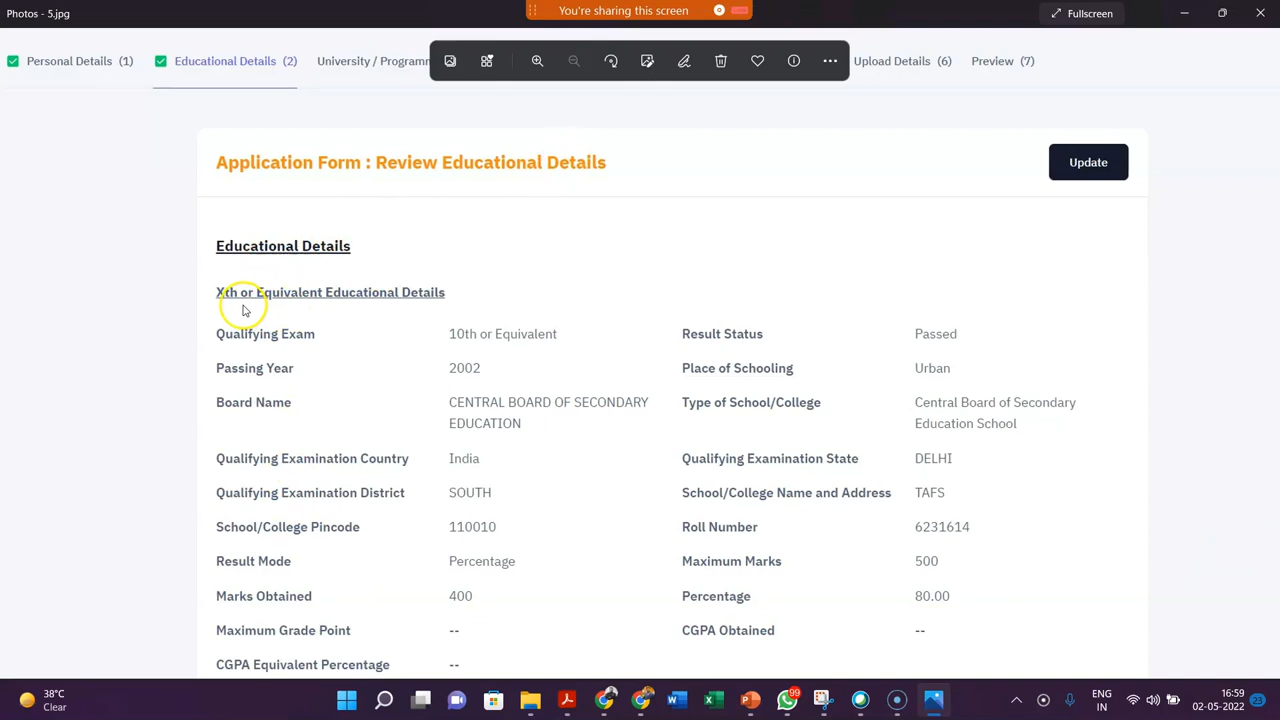 Photos - 5.jpg
You're sharing this screen
Fullscreen
Personal Details (1)
Educational Details (2)
University / Programm
Upload Details (6)
Preview (7)
Application Form : Review Educational Details
Update
Educational Details
Xth or Equivalent Educational Details
Qualifying Exam 10th or Equivalent Result Status Passed
Passing Year 2002 Place of Schooling Urban
Board Name CENTRAL BOARD OF SECONDARY Type of School/College Central Board of Secondary
EDUCATION Education School
Qualifying Examination Country India Qualifying Examination State DELHI
Qualifying Examination District SOUTH School/College Name and Address TAFS
School/College Pincode 110010 Roll Number 6231614
Result Mode Percentage Maximum Marks 500
Marks Obtained 400 Percentage 80.00
Maximum Grade Point -- CGPA Obtained --
CGPA Equivalent Percentage --
38°C
Clear
99
ENG
IN
16:59
02-05-2022
23